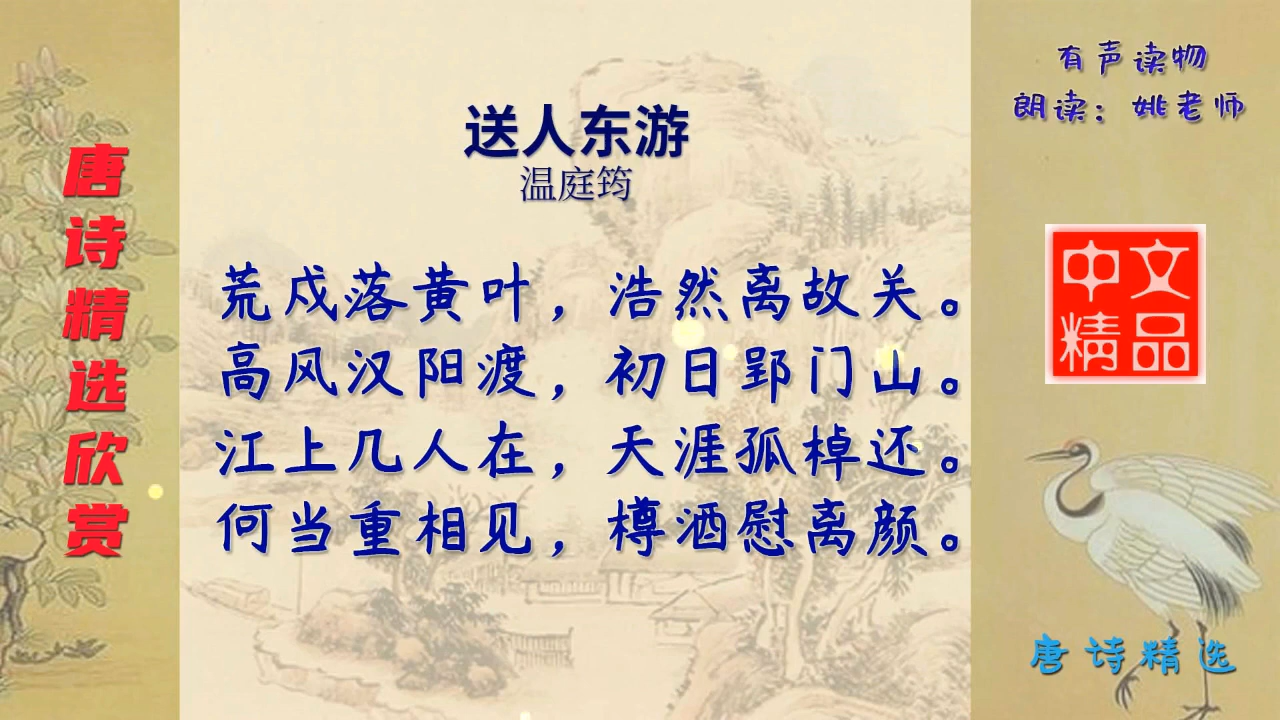 唐诗精选欣赏
送人东游
温庭筠
荒戍落黄叶，浩然离故关。
高风汉阳渡，初日郢门山。
江上几人在，天涯孤棹还。
何当重相见，樽酒慰离颜。
有声读物
朗读：姚老师
中文
精品
唐诗精选